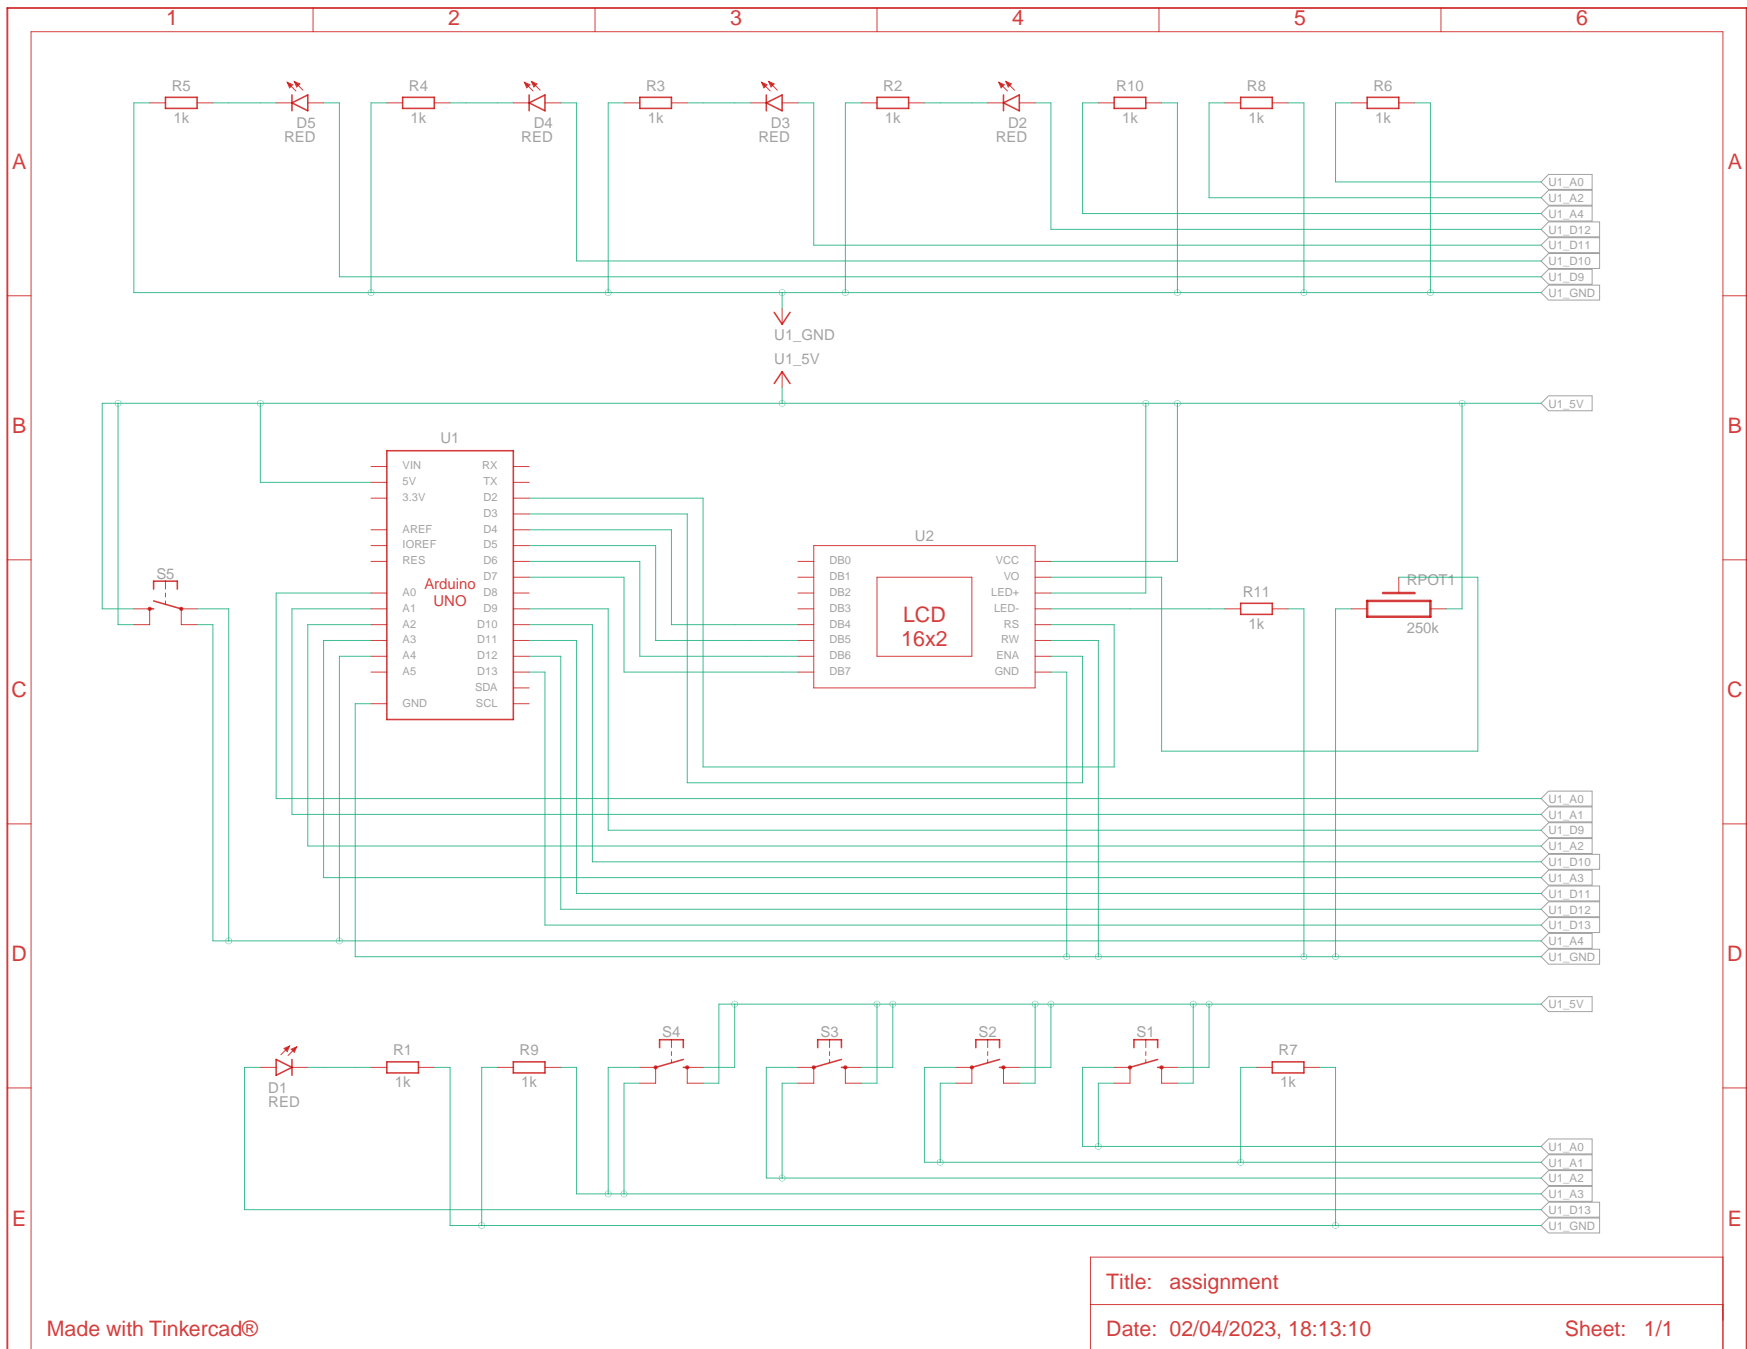 1 2 3 4 5 6
R5 R4 R3 R2 R10 R8 R6
1k 1k 1k 1k 1k 1k 1k
D5 D4 D3 D2
RED RED RED RED
A A
U1_A0
U1_A2
U1_A4
U1_D12
U1_D11
U1_D10
U1_D9
U1_GND
U1_GND
U1_5V
U1_5V
B B
U1
VIN RX
5V TX
3.3V D2
D3
AREF D4
IOREF D5
RES D6
D7
A0 D8
A1 D9
A2 D10
A3 D11
A4 D12
A5 D13
SDA
GND SCL
Arduino
UNO
U2
DB0 VCC
DB1 VO
DB2 LED+
DB3 LED-
DB4 RS
DB5 RW
DB6 ENA
DB7 GND
LCD
16x2
S5
R11
1k
RPOT1
250k
C C
U1_A0
U1_A1
U1_D9
U1_A2
U1_D10
U1_A3
U1_D11
U1_D12
U1_D13
U1_A4
U1_GND
D D
U1_5V
S4 S3 S2 S1
R1 R9 R7
1k 1k 1k
D1
RED
U1_A0
U1_A1
U1_A2
U1_A3
U1_D13
U1_GND
E E
Title: assignment
Made with Tinkercad®
Date: 02/04/2023, 18:13:10 Sheet: 1/1